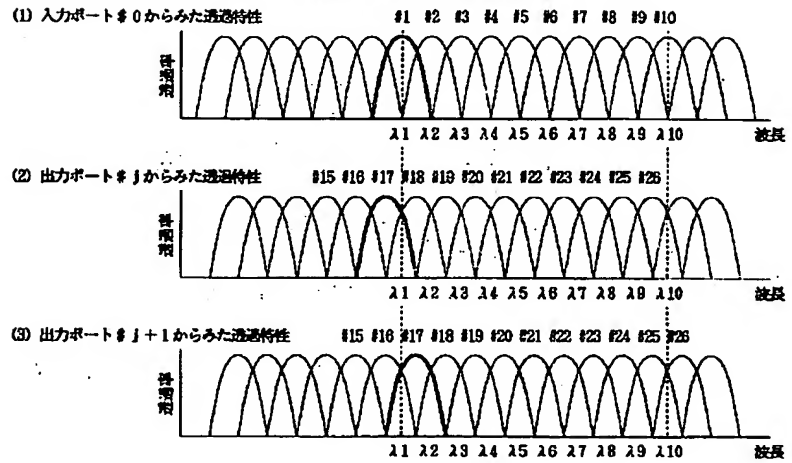 (1) 入力ポート#0からみた透過特性 #1 #2 #3 #4 #5 #6 #7 #8 #9 #10
透過率
λ1 λ2 λ3 λ4 λ5 λ6 λ7 λ8 λ9 λ10 波長
(2) 出力ポート#jからみた透過特性 #15 #16 #17 #18 #19 #20 #21 #22 #23 #24 #25 #26
透過率
λ1 λ2 λ3 λ4 λ5 λ6 λ7 λ8 λ9 λ10 波長
(3) 出力ポート#j+1からみた透過特性 #15 #16 #17 #18 #19 #20 #21 #22 #23 #24 #25 #26
透過率
λ1 λ2 λ3 λ4 λ5 λ6 λ7 λ8 λ9 λ10 波長